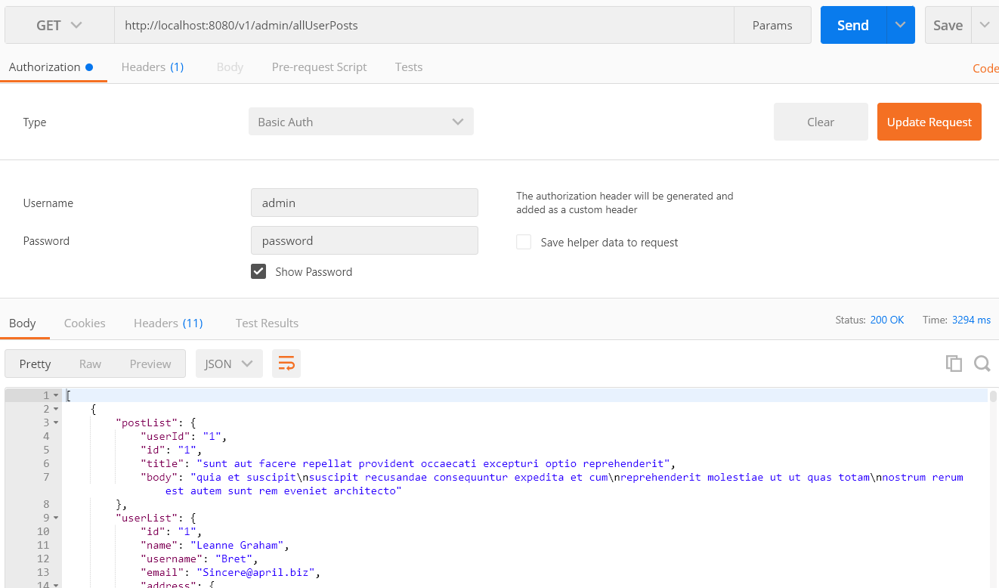 GET http://localhost:8080/v1/admin/allUserPosts Params Send Save
Authorization Headers (1) Body Pre-request Script Tests Code
Type Basic Auth Clear Update Request
Username admin The authorization header will be generated and
added as a custom header
Password password Save helper data to request
Show Password
Body Cookies Headers (11) Test Results Status: 200 OK Time: 3294 ms
Pretty Raw Preview JSON
1 [
2 {
3 "postList": {
4 "userId": "1",
5 "id": "1",
6 "title": "sunt aut facere repellat provident occaecati excepturi optio reprehenderit",
7 "body": "quia et suscipit\nsuscipit recusandae consequuntur expedita et cum\nreprehenderit molestiae ut ut quas totam\nnostrum rerum
est autem sunt rem eveniet architecto"
8 },
9 "userList": {
10 "id": "1",
11 "name": "Leanne Graham",
12 "username": "Bret",
13 "email": "Sincere@april.biz",
14 "address": {